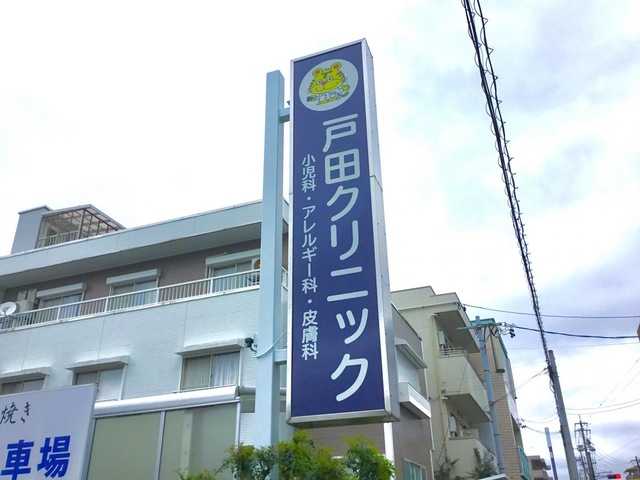 戸田クリニック
小児科・アレルギー科・皮膚科
焼き
車場